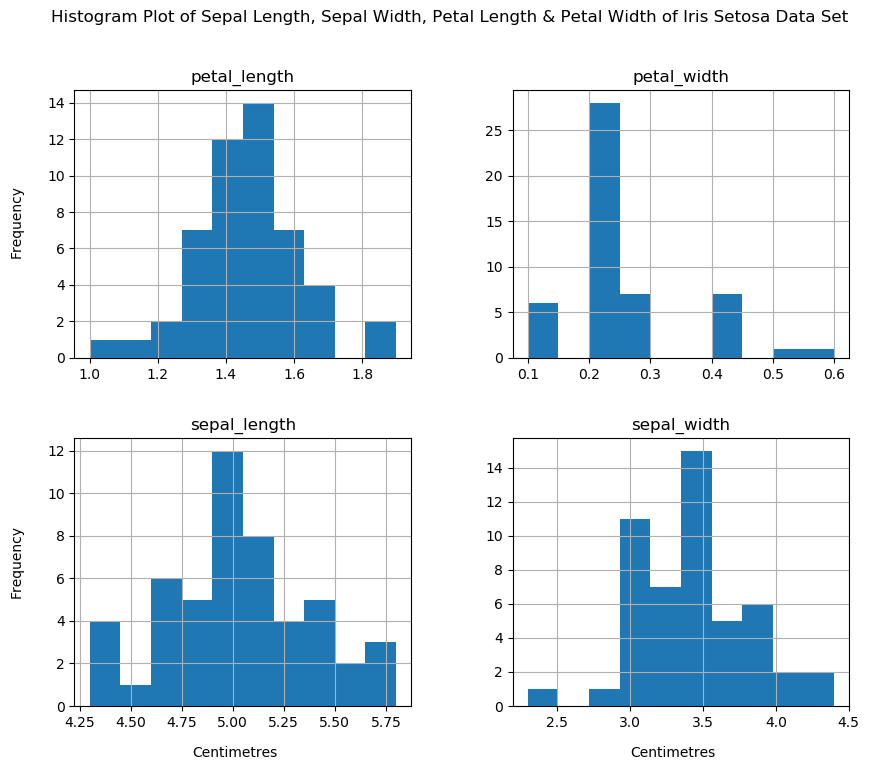 Histogram Plot of Sepal Length, Sepal Width, Petal Length & Petal Width of Iris Setosa Data Set
petal_length
14
12
10
8
6
4
2
0
Frequency
1.0 1.2 1.4 1.6 1.8
petal_width
25
20
15
10
5
0
0.1 0.2 0.3 0.4 0.5 0.6
sepal_length
12
10
8
6
4
2
0
Frequency
4.25 4.50 4.75 5.00 5.25 5.50 5.75
Centimetres
sepal_width
14
12
10
8
6
4
2
0
2.5 3.0 3.5 4.0 4.5
Centimetres